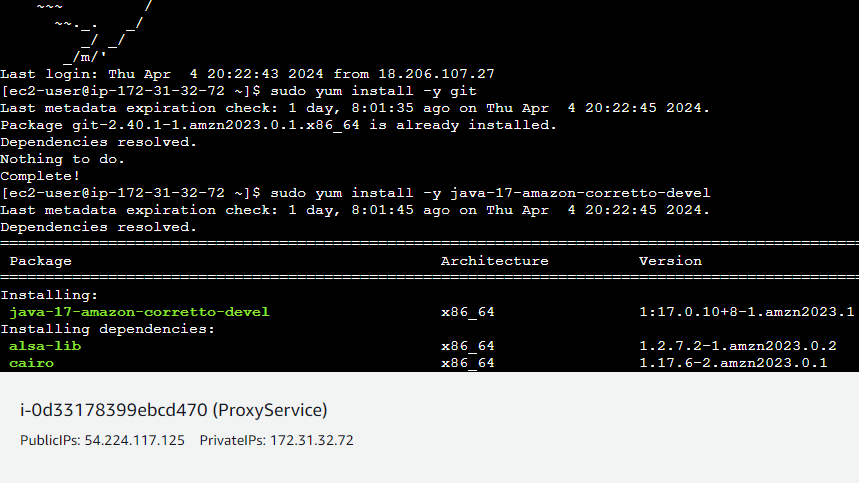 ~~~ /
~~._. _/
_/ _/
_/m/'
Last login: Thu Apr  4 20:22:43 2024 from 18.206.107.27
[ec2-user@ip-172-31-32-72 ~]$ sudo yum install -y git
Last metadata expiration check: 1 day, 8:01:35 ago on Thu Apr  4 20:22:45 2024.
Package git-2.40.1-1.amzn2023.0.1.x86_64 is already installed.
Dependencies resolved.
Nothing to do.
Complete!
[ec2-user@ip-172-31-32-72 ~]$ sudo yum install -y java-17-amazon-corretto-devel
Last metadata expiration check: 1 day, 8:01:45 ago on Thu Apr  4 20:22:45 2024.
Dependencies resolved.
Package Architecture Version
Installing:
java-17-amazon-corretto-devel x86_64 1:17.0.10+8-1.amzn2023.1
Installing dependencies:
alsa-lib x86_64 1.2.7.2-1.amzn2023.0.2
cairo x86_64 1.17.6-2.amzn2023.0.1
i-0d33178399ebcd470 (ProxyService)
PublicIPs: 54.224.117.125 PrivateIPs: 172.31.32.72